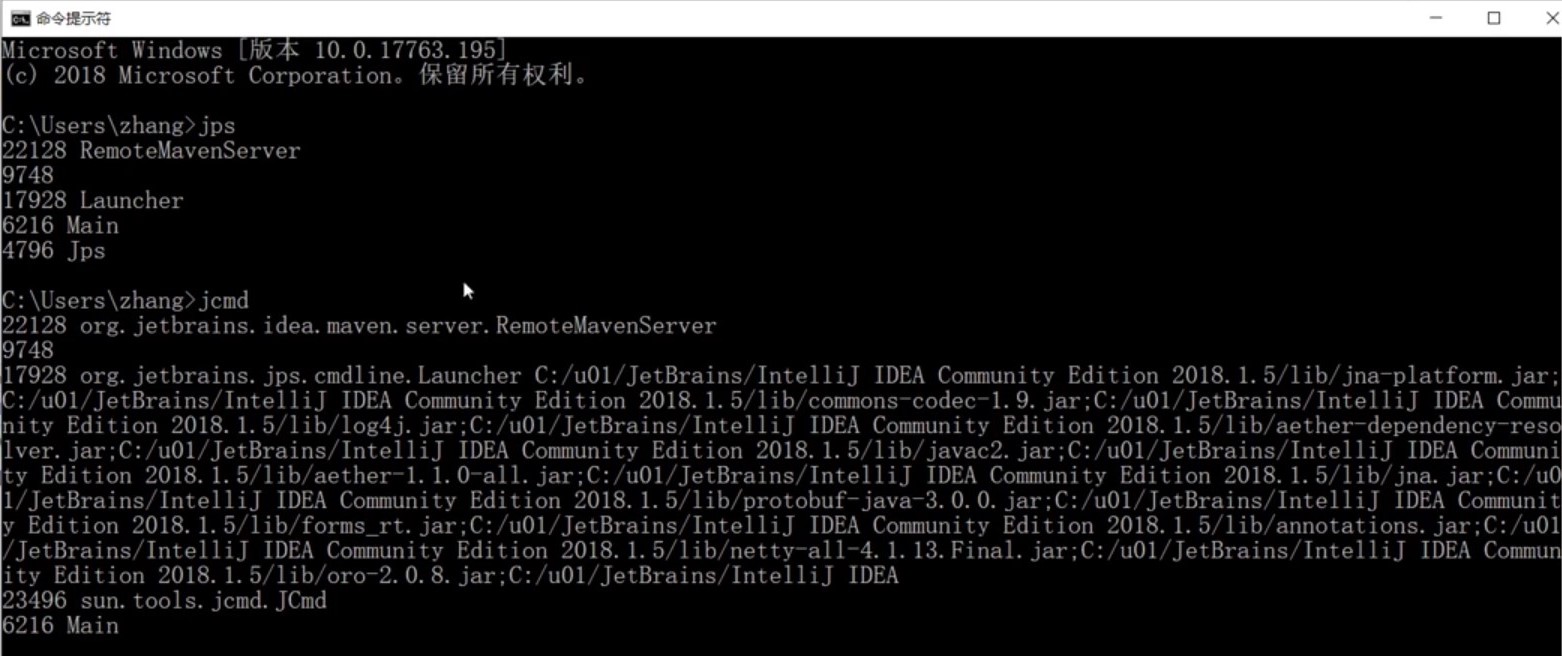 命令提示符
Microsoft Windows [版本 10.0.17763.195]
(c) 2018 Microsoft Corporation。保留所有权利。
C:\Users\zhang>jps
22128 RemoteMavenServer
9748
17928 Launcher
6216 Main
4796 Jps
C:\Users\zhang>jcmd
22128 org.jetbrains.idea.maven.server.RemoteMavenServer
9748
17928 org.jetbrains.jps.cmdline.Launcher C:/u01/JetBrains/IntelliJ IDEA Community Edition 2018.1.5/lib/jna-platform.jar;
C:/u01/JetBrains/IntelliJ IDEA Community Edition 2018.1.5/lib/commons-codec-1.9.jar;C:/u01/JetBrains/IntelliJ IDEA Commu
nity Edition 2018.1.5/lib/log4j.jar;C:/u01/JetBrains/IntelliJ IDEA Community Edition 2018.1.5/lib/aether-dependency-reso
lver.jar;C:/u01/JetBrains/IntelliJ IDEA Community Edition 2018.1.5/lib/javac2.jar;C:/u01/JetBrains/IntelliJ IDEA Communi
ty Edition 2018.1.5/lib/aether-1.1.0-all.jar;C:/u01/JetBrains/IntelliJ IDEA Community Edition 2018.1.5/lib/jna.jar;C:/u0
1/JetBrains/IntelliJ IDEA Community Edition 2018.1.5/lib/protobuf-java-3.0.0.jar;C:/u01/JetBrains/IntelliJ IDEA Communit
y Edition 2018.1.5/lib/forms_rt.jar;C:/u01/JetBrains/IntelliJ IDEA Community Edition 2018.1.5/lib/annotations.jar;C:/u01
/JetBrains/IntelliJ IDEA Community Edition 2018.1.5/lib/netty-all-4.1.13.Final.jar;C:/u01/JetBrains/IntelliJ IDEA Commun
ity Edition 2018.1.5/lib/oro-2.0.8.jar;C:/u01/JetBrains/IntelliJ IDEA
23496 sun.tools.jcmd.JCmd
6216 Main